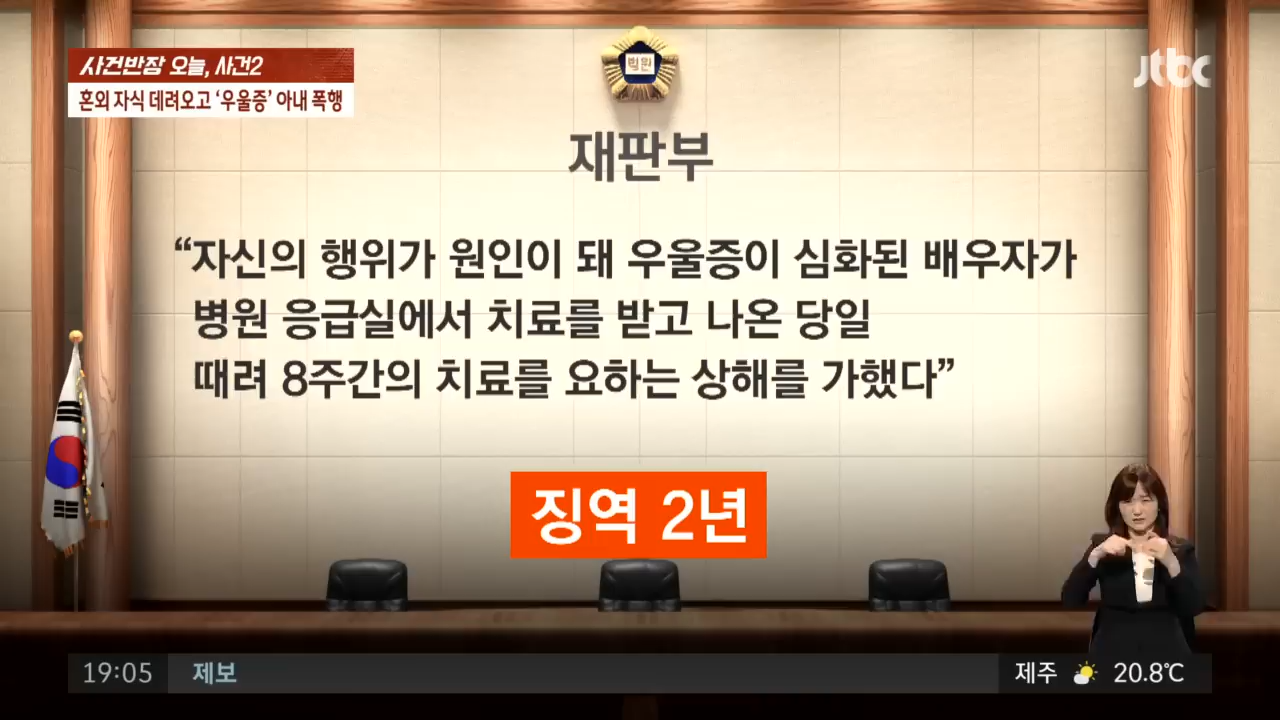 사건반장 오늘, 사건2
혼외 자식 데려오고 ‘우울증’ 아내 폭행
jtbc
법원
재판부
“자신의 행위가 원인이 돼 우울증이 심화된 배우자가
병원 응급실에서 치료를 받고 나온 당일
때려 8주간의 치료를 요하는 상해를 가했다”
징역 2년
19:05 제보
제주 20.8℃